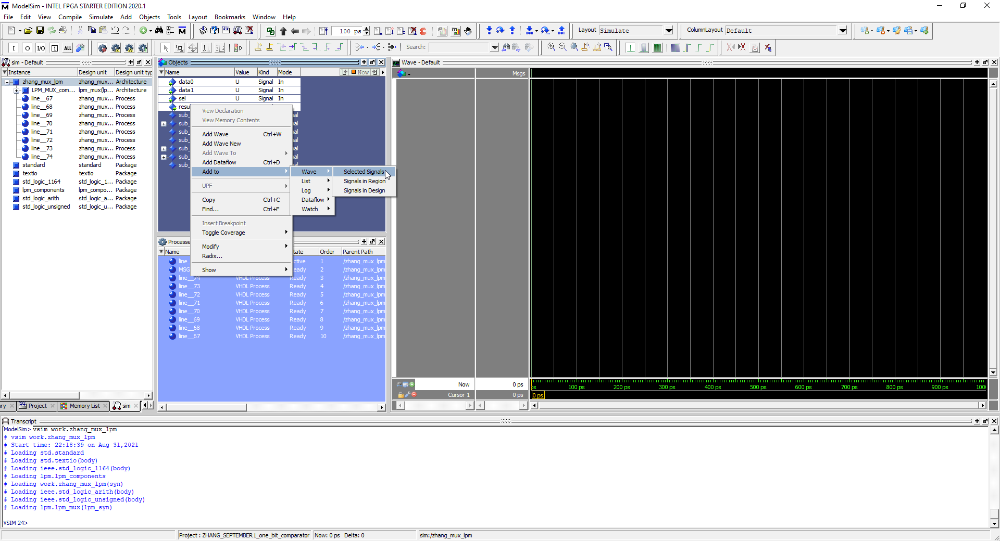 ModelSim - INTEL FPGA STARTER EDITION 2020.1
File Edit View Compile Simulate Add Objects Tools Layout Bookmarks Window Help
100 ps
Layout Simulate
ColumnLayout Default
I O I/O ALL
Search:
sim - Default
Instance Design unit Design unit typ
zhang_mux_lpm zhang_mux... Architecture
LPM_MUX_com... lpm_mux(lp... Architecture
line__67 zhang_mux... Process
line__68 zhang_mux... Process
line__69 zhang_mux... Process
line__70 zhang_mux... Process
line__71 zhang_mux... Process
line__72 zhang_mux... Process
line__73 zhang_mux... Process
line__74 zhang_mux... Process
standard standard Package
textio textio Package
std_logic_1164 std_logic_1... Package
lpm_components lpm_compo... Package
std_logic_arith std_logic_a... Package
std_logic_unsigned std_logic_u... Package
ry Project Memory List sim
Objects
Name Value Kind Mode Now
data0 U Signal In
data1 U Signal In
sel U Signal In
resu
sub_ nal
sub_ nal
sub_ nal
sub_ nal
sub_ nal
sub_ nal
sub_ nal
View Declaration
View Memory Contents
Add Wave Ctrl+W
Add Wave New
Add Wave To
Add Dataflow Ctrl+D
Add to
UPF
Copy Ctrl+C
Find... Ctrl+F
Insert Breakpoint
Toggle Coverage
Modify
Radix...
Show
Wave
List
Log
Dataflow
Watch
Selected Signals
Signals in Region
Signals in Design
Processe
Name tate Order Parent Path
line_ ctive 1 /zhang_mux_lpm
MSG eady 2 /zhang_mux_lpm
line__74 VHDL Process Ready 3 /zhang_mux_lpm
line__73 VHDL Process Ready 4 /zhang_mux_lpm
line__72 VHDL Process Ready 5 /zhang_mux_lpm
line__71 VHDL Process Ready 6 /zhang_mux_lpm
line__70 VHDL Process Ready 7 /zhang_mux_lpm
line__69 VHDL Process Ready 8 /zhang_mux_lpm
line__68 VHDL Process Ready 9 /zhang_mux_lpm
line__67 VHDL Process Ready 10 /zhang_mux_lpm
Wave - Default
Msgs
Now 0 ps
Cursor 1 0 ps
ps 100 ps 200 ps 300 ps 400 ps 500 ps 600 ps 700 ps 800 ps 900 ps 1000
0 ps
Transcript
ModelSim> vsim work.zhang_mux_lpm
# vsim work.zhang_mux_lpm
# Start time: 22:18:39 on Aug 31,2021
# Loading std.standard
# Loading std.textio(body)
# Loading ieee.std_logic_1164(body)
# Loading lpm.lpm_components
# Loading work.zhang_mux_lpm(syn)
# Loading ieee.std_logic_arith(body)
# Loading ieee.std_logic_unsigned(body)
# Loading lpm.lpm_mux(lpm_syn)
VSIM 24>
Project : ZHANG_SEPTEMBER1_one_bit_comparator Now: 0 ps Delta: 0 sim:/zhang_mux_lpm